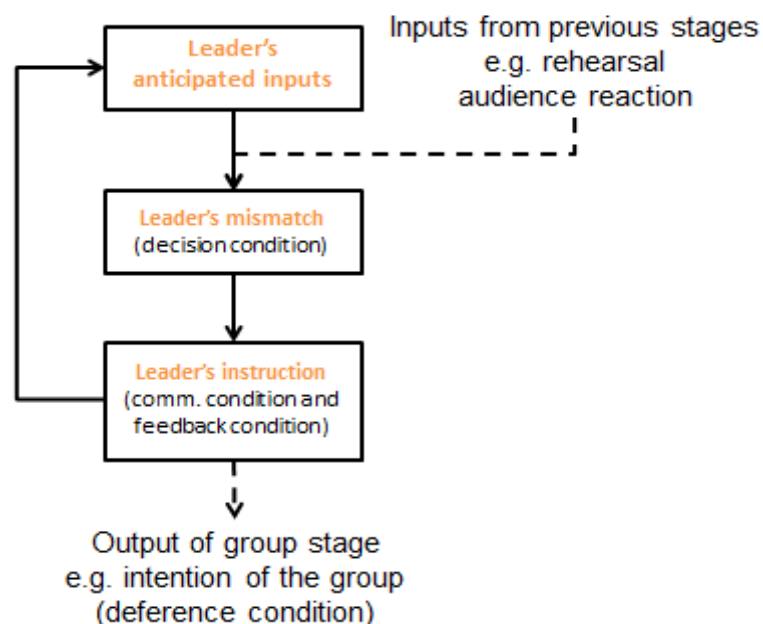 Leader's
anticipated inputs
Inputs from previous stages
e.g. rehearsal
audience reaction
Leader's mismatch
(decision condition)
Leader's instruction
(comm. condition and
feedback condition)
Output of group stage
e.g. intention of the group
(deference condition)